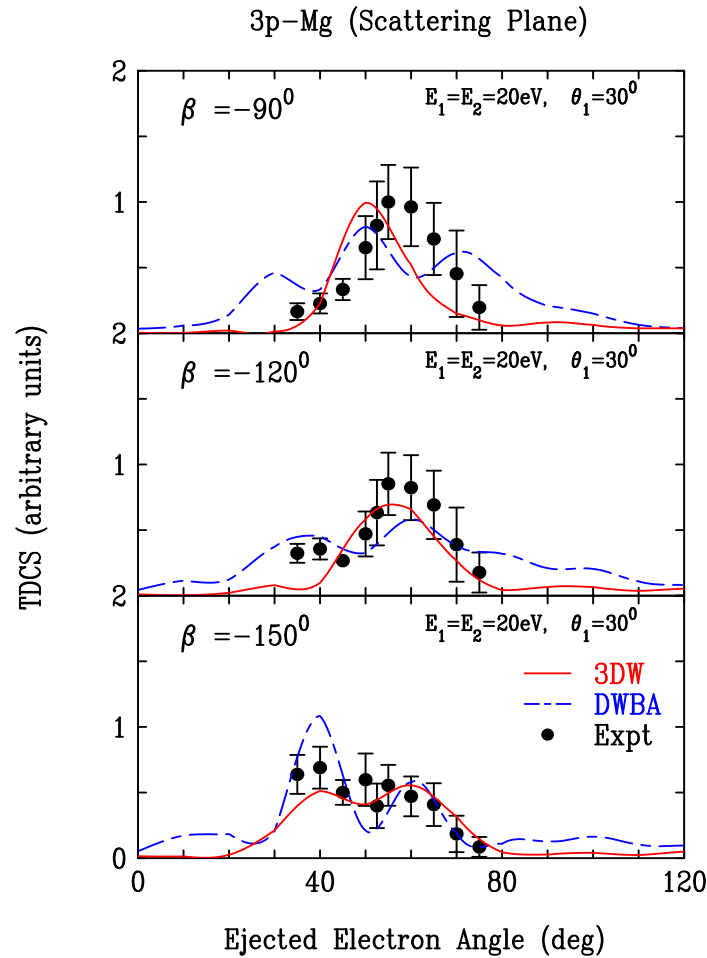 3p-Mg (Scattering Plane)
2
β =-90⁰
E₁=E₂=20eV, θ₁=30⁰
1
2
β =-120⁰
E₁=E₂=20eV, θ₁=30⁰
1
2
β =-150⁰
E₁=E₂=20eV, θ₁=30⁰
3DW
DWBA
Expt
1
0
0 40 80 120
TDCS (arbitrary units)
Ejected Electron Angle (deg)